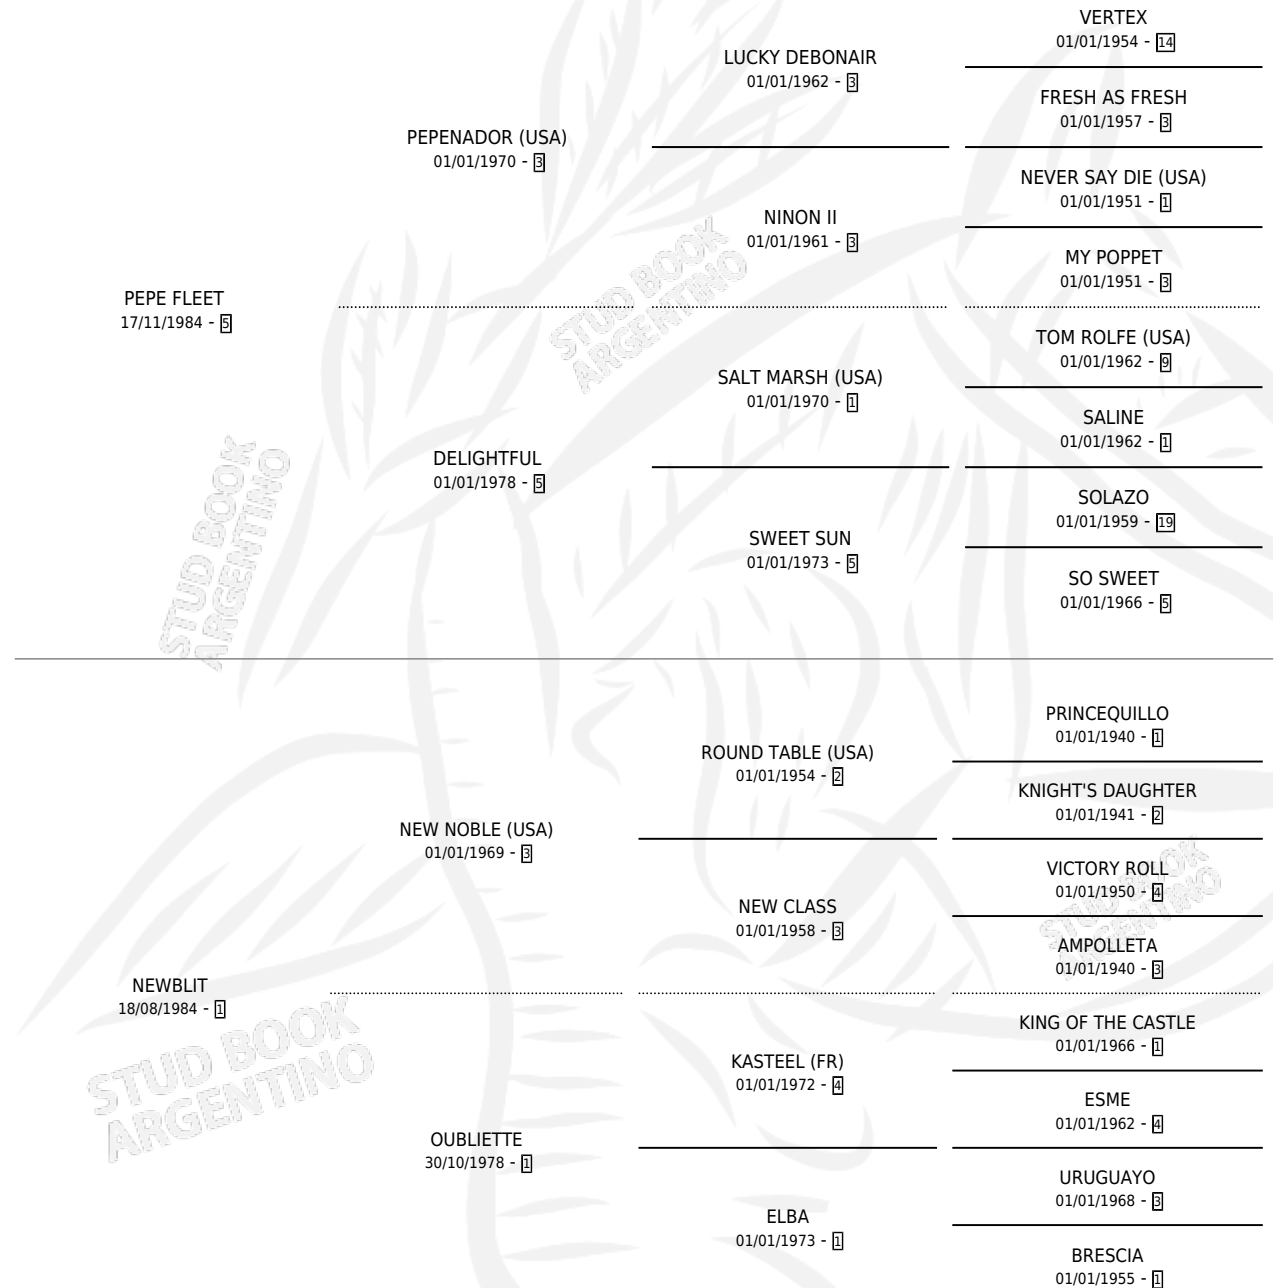 VERTEX
01/01/1954 - 14
LUCKY DEBONAIR
01/01/1962 - 3
FRESH AS FRESH
01/01/1957 - 3
PEPENADOR (USA)
01/01/1970 - 3
NEVER SAY DIE (USA)
01/01/1951 - 1
NINON II
01/01/1961 - 3
MY POPPET
01/01/1951 - 3
PEPE FLEET
17/11/1984 - 5
TOM ROLFE (USA)
01/01/1962 - 9
SALT MARSH (USA)
01/01/1970 - 1
SALINE
01/01/1962 - 1
DELIGHTFUL
01/01/1978 - 5
SOLAZO
01/01/1959 - 19
SWEET SUN
01/01/1973 - 5
SO SWEET
01/01/1966 - 5
STUD BOOK
ARGENTINO
STUD BOOK
ARGENTINO
PRINCEQUILLO
01/01/1940 - 1
ROUND TABLE (USA)
01/01/1954 - 2
KNIGHT'S DAUGHTER
01/01/1941 - 2
NEW NOBLE (USA)
01/01/1969 - 3
VICTORY ROLL
01/01/1950 - 4
NEW CLASS
01/01/1958 - 3
AMPOLLETA
01/01/1940 - 3
NEWBLIT
18/08/1984 - 1
KING OF THE CASTLE
01/01/1966 - 1
KASTEEL (FR)
01/01/1972 - 4
ESME
01/01/1962 - 4
OUBLIETTE
30/10/1978 - 1
URUGUAYO
01/01/1968 - 3
ELBA
01/01/1973 - 1
BRESCIA
01/01/1955 - 1
STUD BOOK
ARGENTINO
STUD BOOK
ARGENTINO